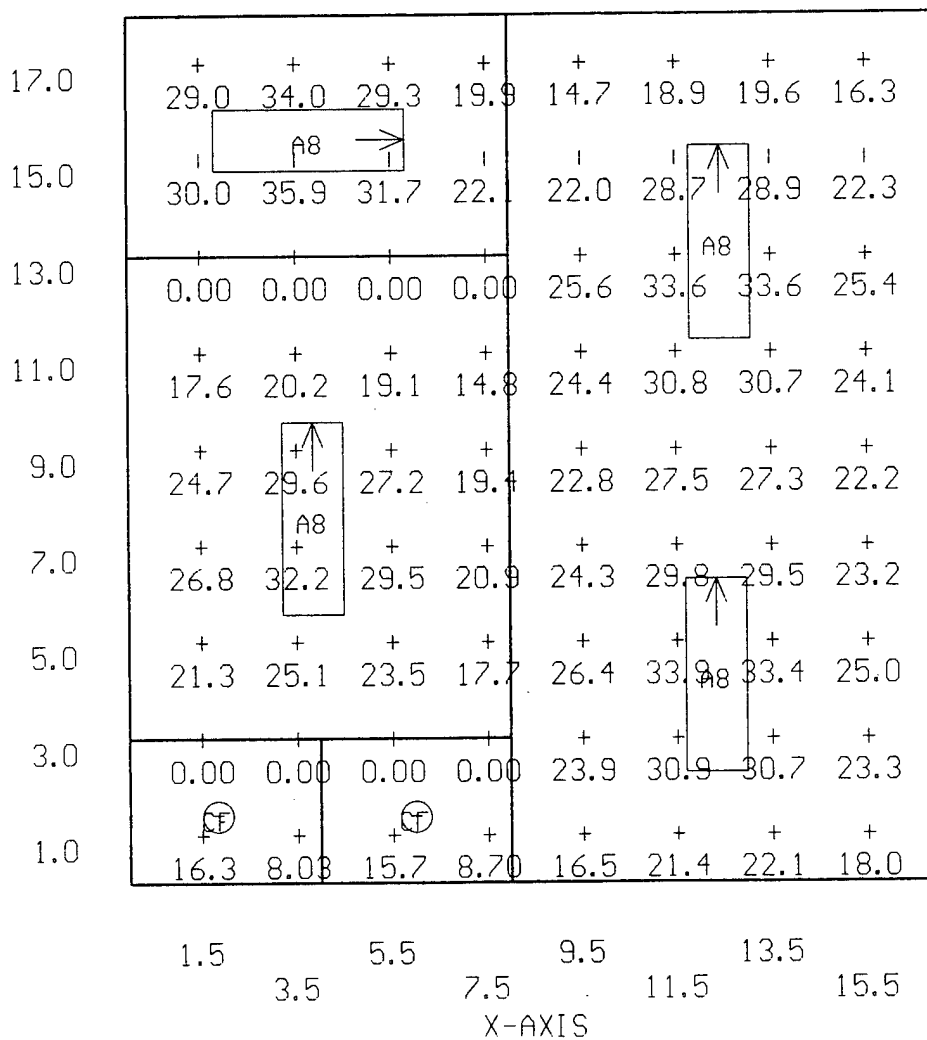 17.0 29.0 34.0 29.3 19.9 14.7 18.9 19.6 16.3
A8
15.0 30.0 35.9 31.7 22.1 22.0 28.7 28.9 22.3
A8
13.0 0.00 0.00 0.00 0.00 25.6 33.6 33.6 25.4
11.0 17.6 20.2 19.1 14.8 24.4 30.8 30.7 24.1
9.0 24.7 29.6 27.2 19.4 22.8 27.5 27.3 22.2
A8
7.0 26.8 32.2 29.5 20.9 24.3 29.8 29.5 23.2
5.0 21.3 25.1 23.5 17.7 26.4 33.9 33.4 25.0
A8
3.0 0.00 0.00 0.00 0.00 23.9 30.9 30.7 23.3
CF CF
1.0 16.3 8.03 15.7 8.70 16.5 21.4 22.1 18.0
1.5 5.5 9.5 13.5
3.5 7.5 11.5 15.5
X-AXIS